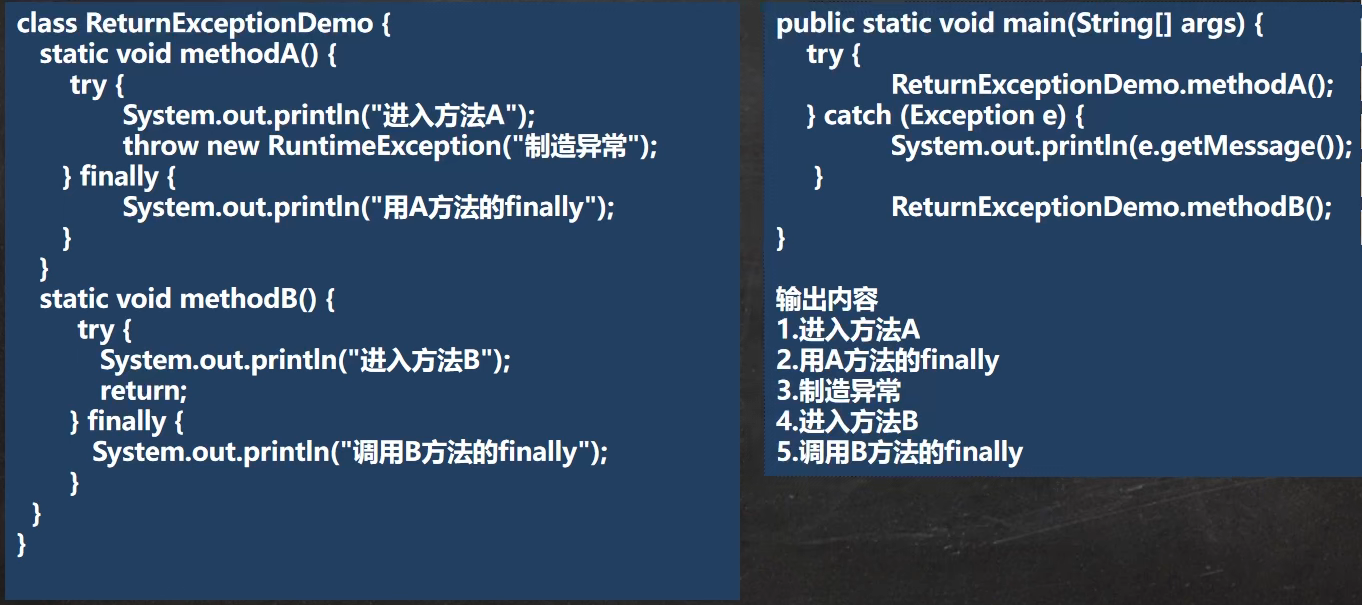 class ReturnExceptionDemo {
static void methodA() {
try {
System.out.println("进入方法A");
throw new RuntimeException("制造异常");
} finally {
System.out.println("用A方法的finally");
}
}
static void methodB() {
try {
System.out.println("进入方法B");
return;
} finally {
System.out.println("调用B方法的finally");
}
}
}
public static void main(String[] args) {
try {
ReturnExceptionDemo.methodA();
} catch (Exception e) {
System.out.println(e.getMessage());
}
ReturnExceptionDemo.methodB();
}
输出内容
1.进入方法A
2.用A方法的finally
3.制造异常
4.进入方法B
5.调用B方法的finally